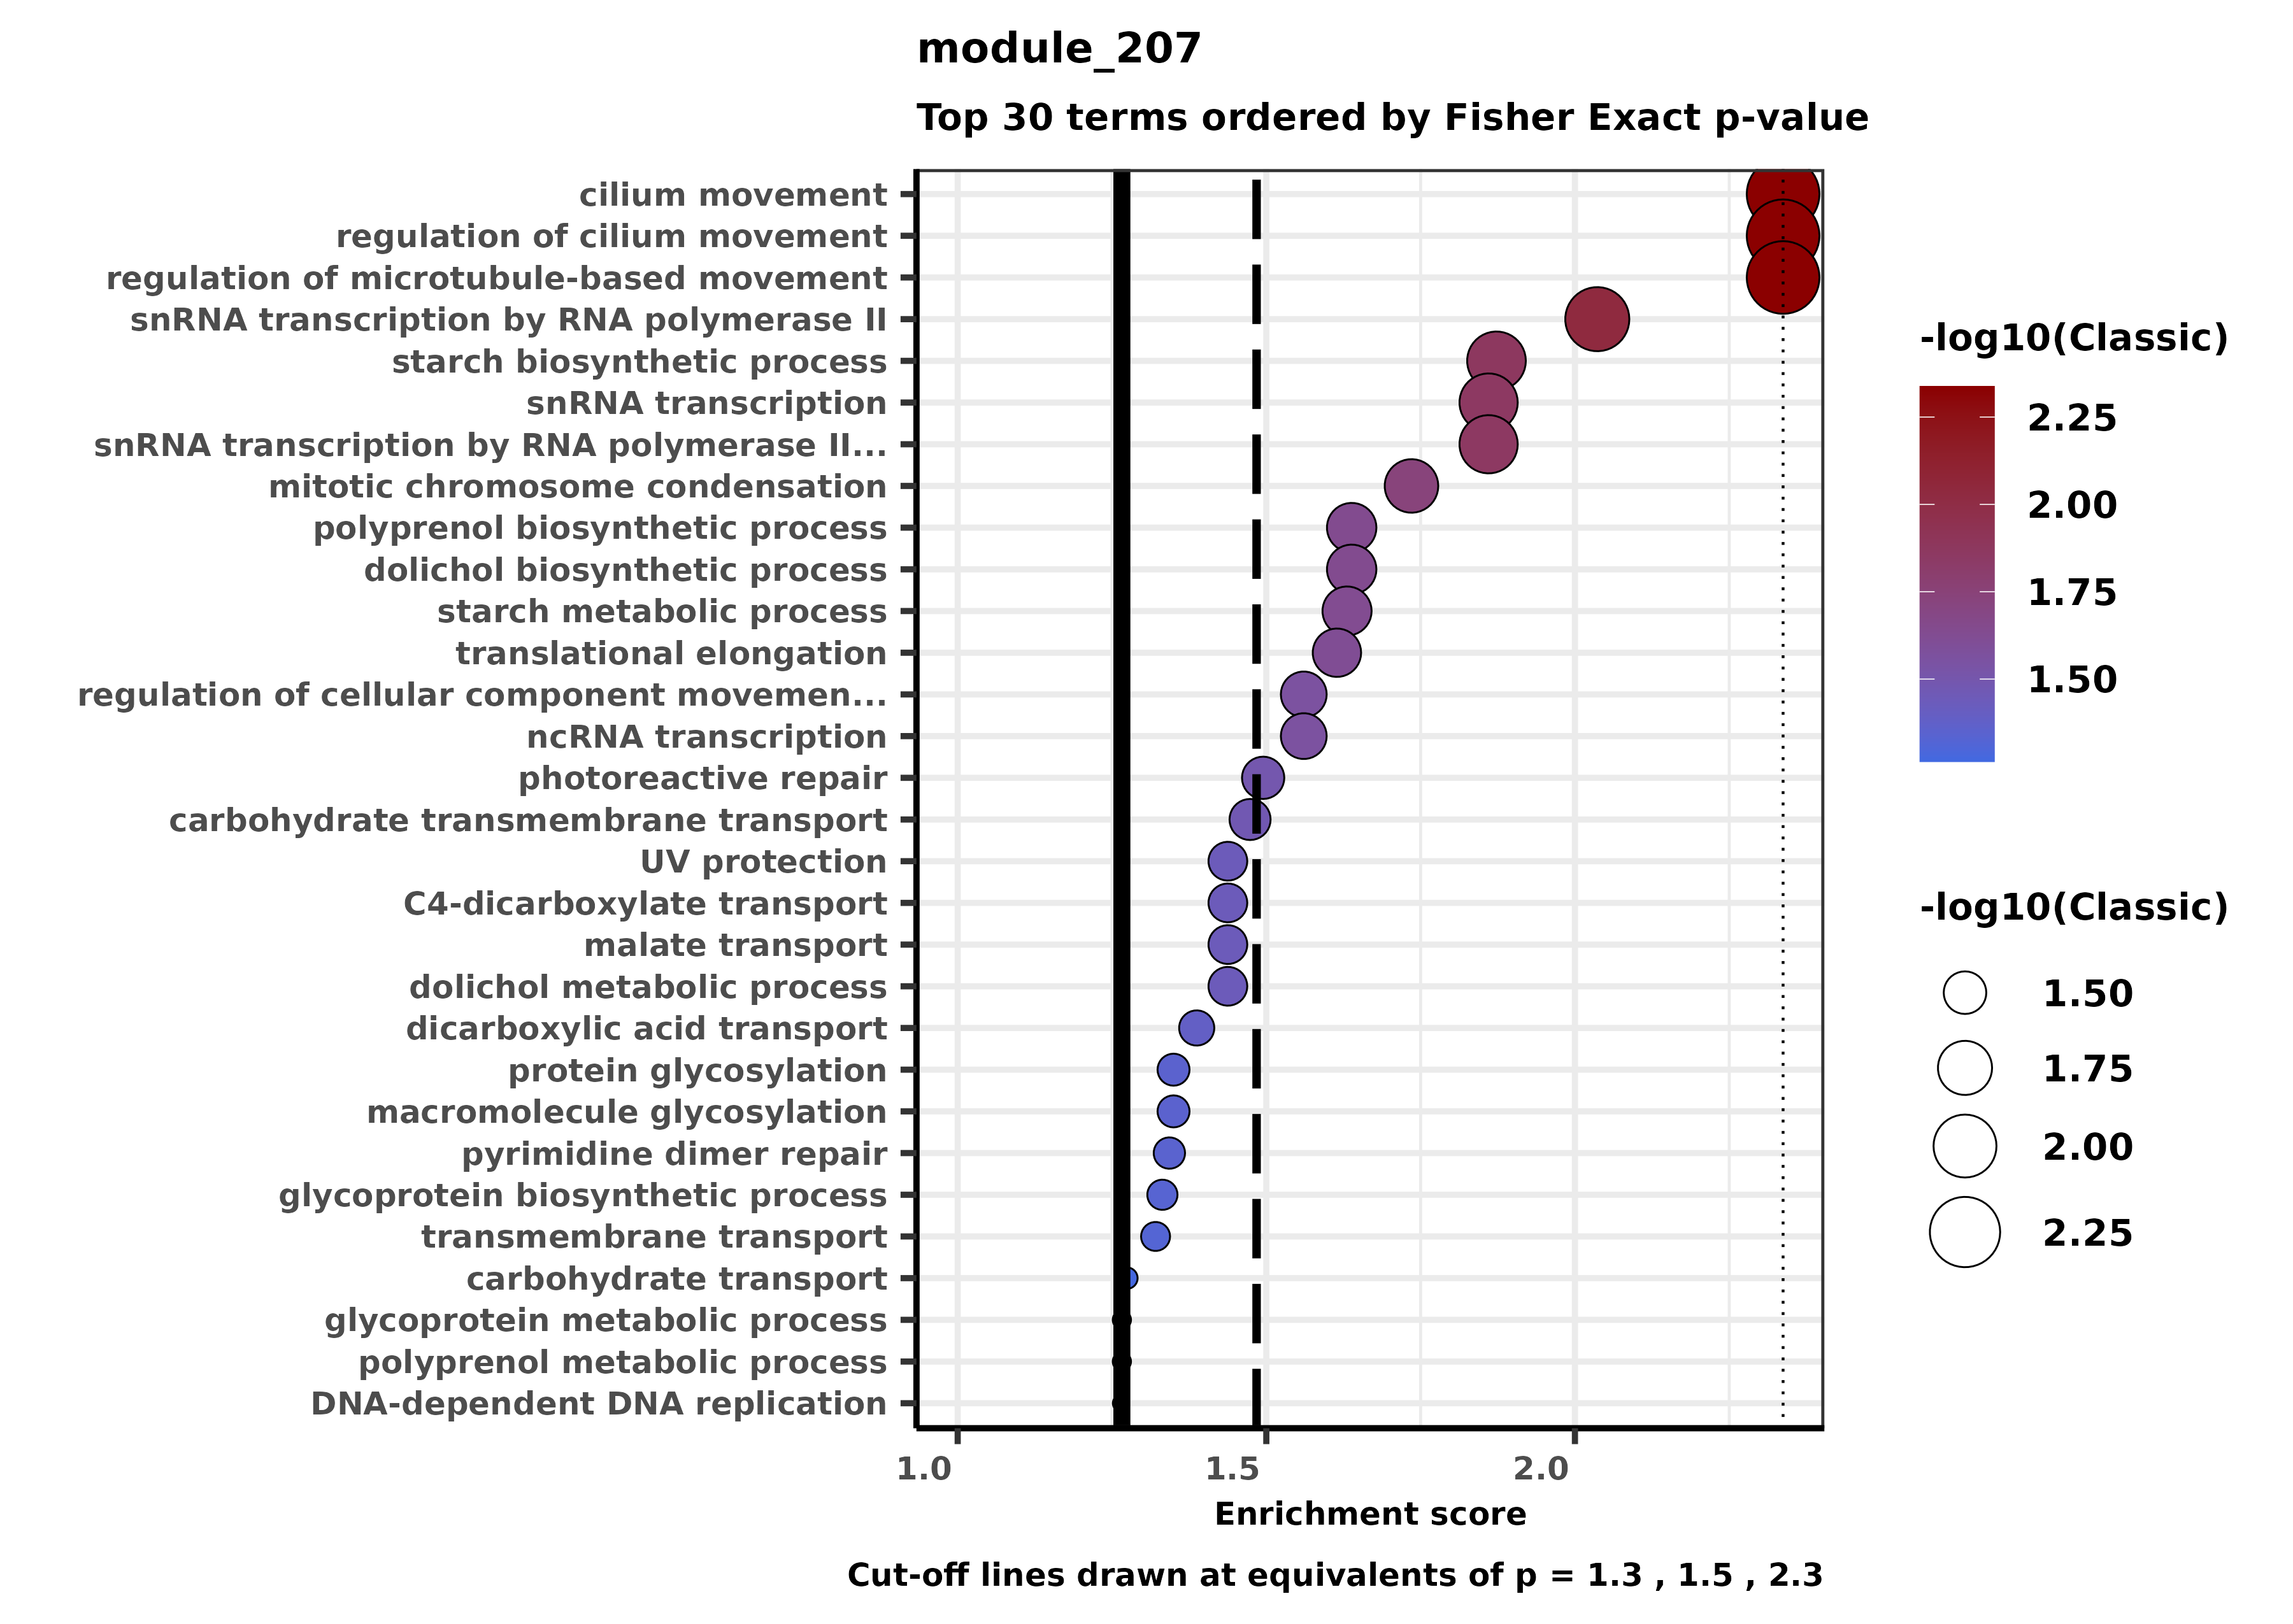 module_207
Top 30 terms ordered by Fisher Exact p-value
cilium movement
regulation of cilium movement
regulation of microtubule-based movement
snRNA transcription by RNA polymerase II
starch biosynthetic process
snRNA transcription
snRNA transcription by RNA polymerase II...
mitotic chromosome condensation
polyprenol biosynthetic process
dolichol biosynthetic process
starch metabolic process
translational elongation
regulation of cellular component movemen...
ncRNA transcription
photoreactive repair
carbohydrate transmembrane transport
UV protection
C4-dicarboxylate transport
malate transport
dolichol metabolic process
dicarboxylic acid transport
protein glycosylation
macromolecule glycosylation
pyrimidine dimer repair
glycoprotein biosynthetic process
transmembrane transport
carbohydrate transport
glycoprotein metabolic process
polyprenol metabolic process
DNA-dependent DNA replication
1.0 1.5 2.0
Enrichment score
Cut-off lines drawn at equivalents of p = 1.3 , 1.5 , 2.3
-log10(Classic)
2.25
2.00
1.75
1.50
-log10(Classic)
1.50
1.75
2.00
2.25